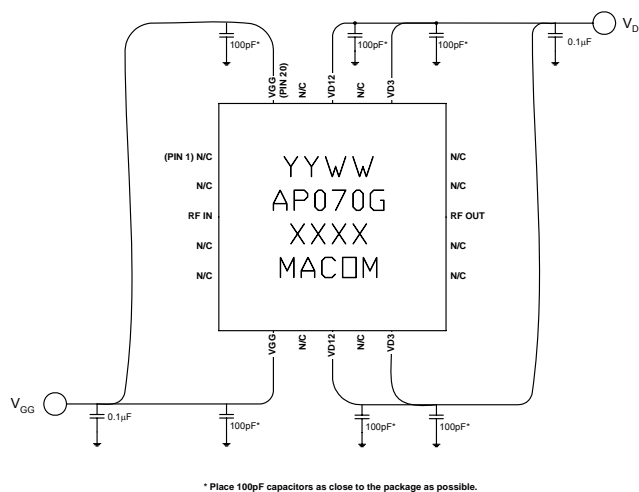 V_D
100pF*
100pF*
100pF*
0.1µF
VGG
(PIN 20)
N/C
VD12
N/C
VD3
(PIN 1) N/C
N/C
RF IN
N/C
N/C
YYWW
AP070G
XXXX
MACOM
N/C
N/C
RF OUT
N/C
N/C
VGG
N/C
VD12
N/C
VD3
V_GG
0.1µF
100pF*
100pF*
100pF*
* Place 100pF capacitors as close to the package as possible.